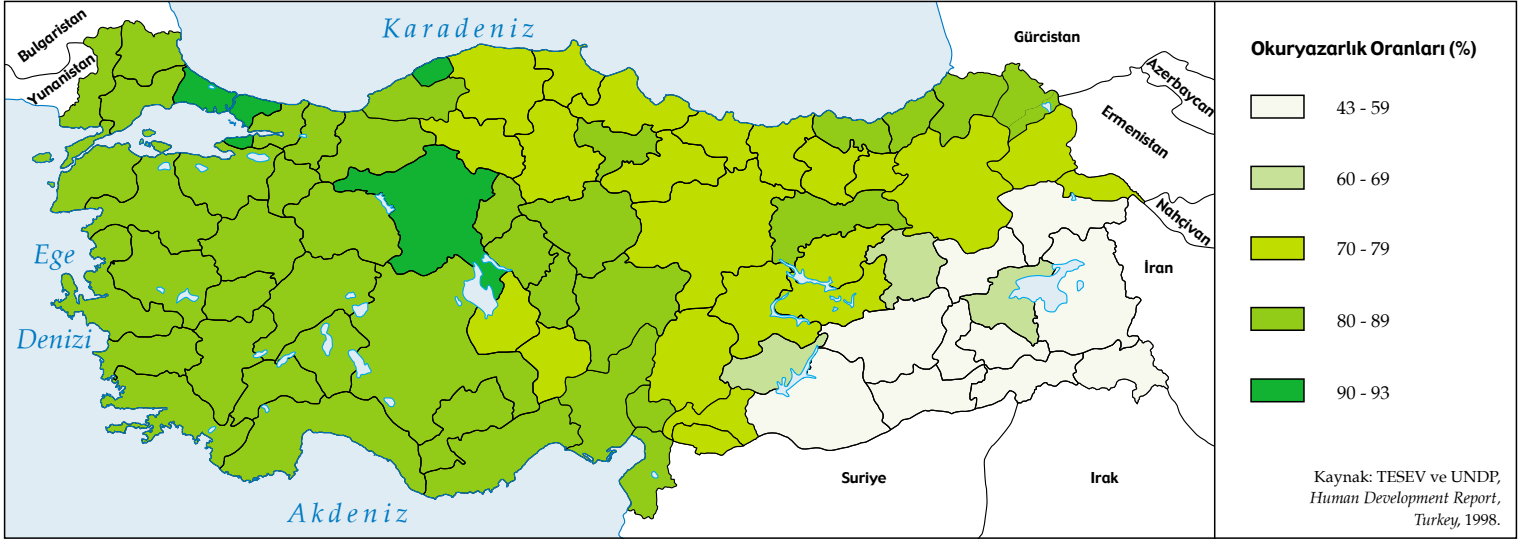 Bulgaristan
Yunanistan
Karadeniz
Gürcistan
Azerbaycan
Ermenistan
Nahçivan
İran
Ege
Denizi
Akdeniz
Suriye
Irak
Okuryazarlık Oranları (%)
43 - 59
60 - 69
70 - 79
80 - 89
90 - 93
Kaynak: TESEV ve UNDP,
Human Development Report,
Turkey, 1998.